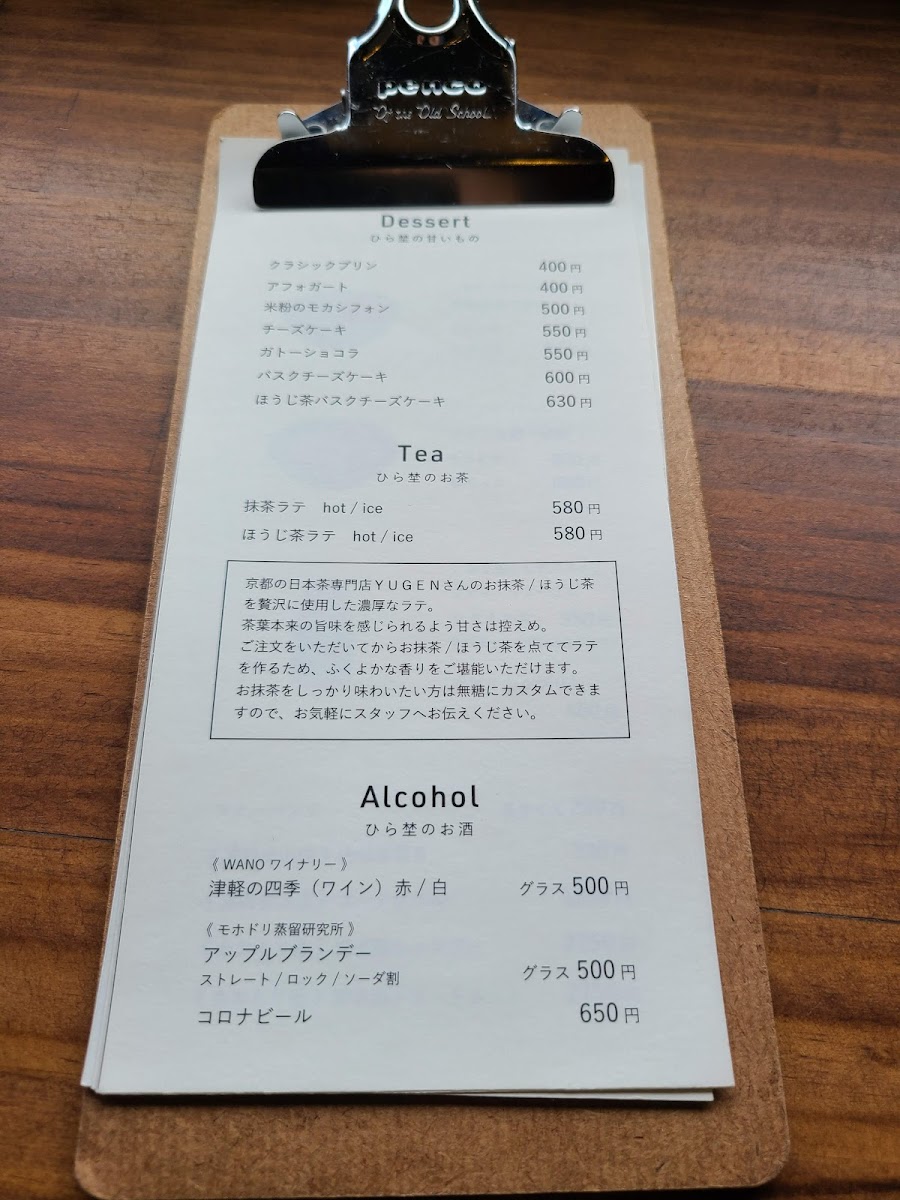 penco
Of the Old School.
Dessert
ひら埜の甘いもの
クラシックプリン 400円
アフォガート 400円
米粉のモカシフォン 500円
チーズケーキ 550円
ガトーショコラ 550円
バスクチーズケーキ 600円
ほうじ茶バスクチーズケーキ 630円
Tea
ひら埜のお茶
抹茶ラテ hot / ice 580円
ほうじ茶ラテ hot / ice 580円
京都の日本茶専門店YUGENさんのお抹茶 / ほうじ茶
を贅沢に使用した濃厚なラテ。
茶葉本来の旨味を感じられるよう甘さは控えめ。
ご注文をいただいてからお抹茶 / ほうじ茶を点ててラテ
を作るため、ふくよかな香りをご堪能いただけます。
お抹茶をしっかり味わいたい方は無糖にカスタムできま
すので、お気軽にスタッフへお伝えください。
Alcohol
ひら埜のお酒
《 WANO ワイナリー 》
津軽の四季（ワイン）赤 / 白 グラス 500円
《 モホドリ蒸留研究所 》
アップルブランデー
ストレート / ロック / ソーダ割 グラス 500円
コロナビール 650円